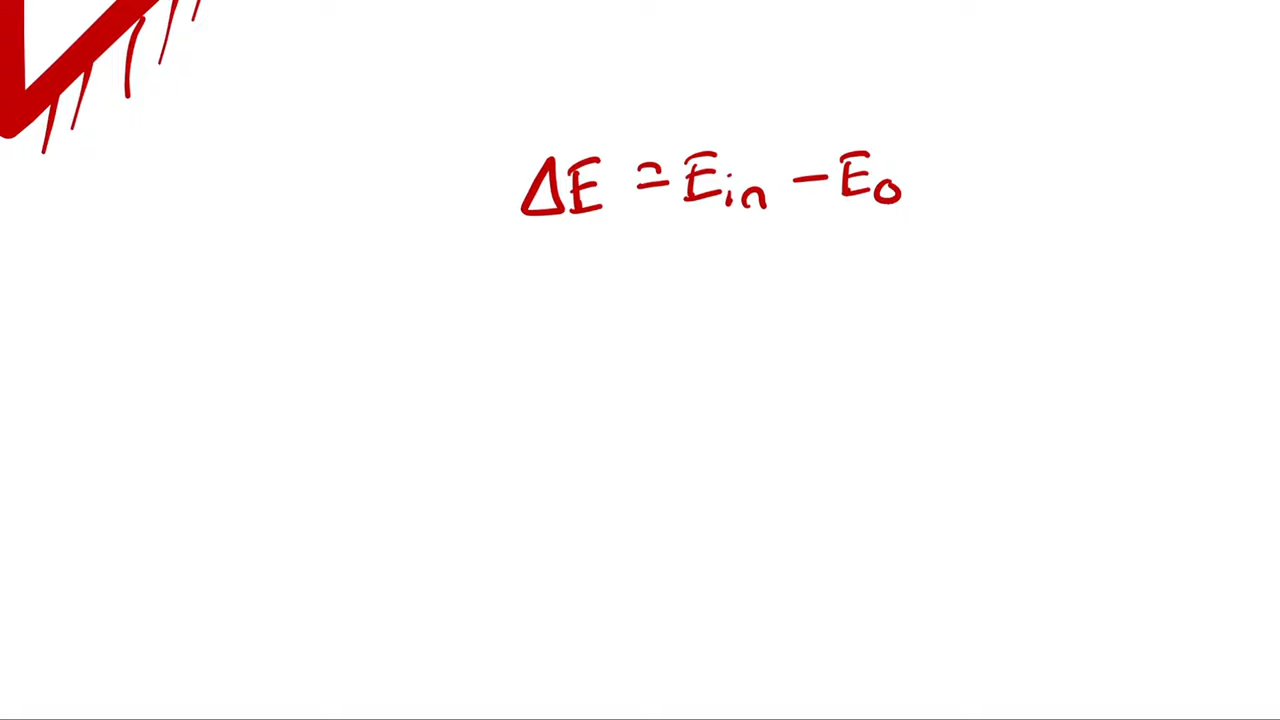 ΔE = Ein - Eo